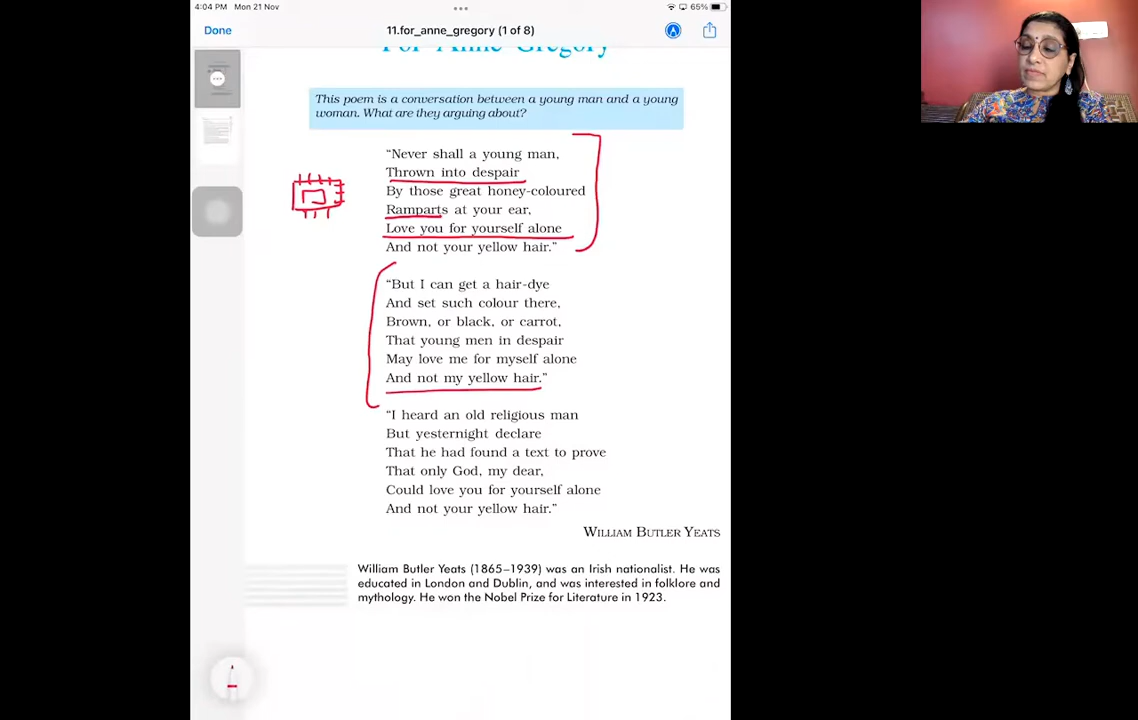 4:04 PM Mon 21 Nov
65%
Done
11.for_anne_gregory (1 of 8)
For Anne Gregory
This poem is a conversation between a young man and a young
woman. What are they arguing about?
“Never shall a young man,
Thrown into despair
By those great honey-coloured
Ramparts at your ear,
Love you for yourself alone
And not your yellow hair.”
“But I can get a hair-dye
And set such colour there,
Brown, or black, or carrot,
That young men in despair
May love me for myself alone
And not my yellow hair.”
“I heard an old religious man
But yesternight declare
That he had found a text to prove
That only God, my dear,
Could love you for yourself alone
And not your yellow hair.”
WILLIAM BUTLER YEATS
William Butler Yeats (1865–1939) was an Irish nationalist. He was
educated in London and Dublin, and was interested in folklore and
mythology. He won the Nobel Prize for Literature in 1923.